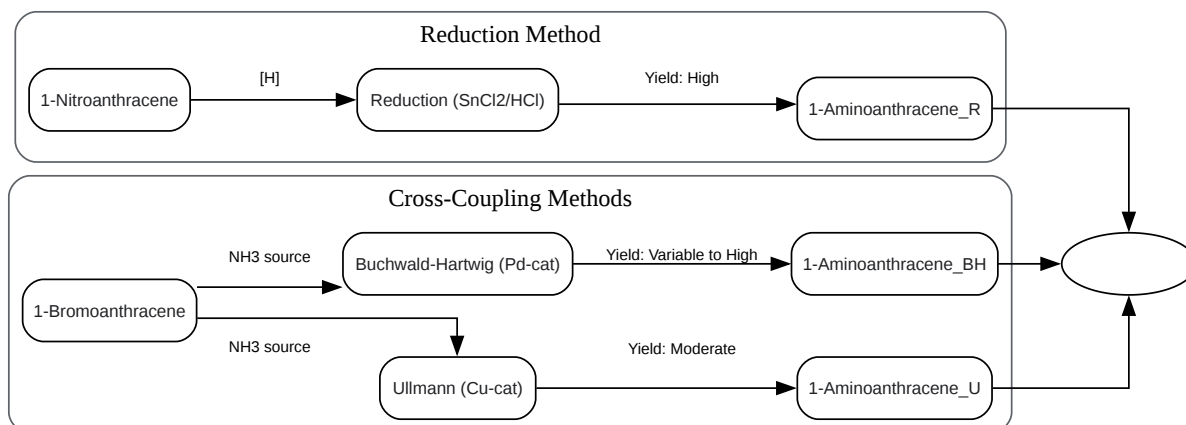 Reduction Method
1-Nitroanthracene
[H]
Reduction (SnCl2/HCl)
Yield: High
1-Aminoanthracene_R
Cross-Coupling Methods
1-Bromoanthracene
NH3 source
Buchwald-Hartwig (Pd-cat)
Yield: Variable to High
1-Aminoanthracene_BH
NH3 source
Ullmann (Cu-cat)
Yield: Moderate
1-Aminoanthracene_U